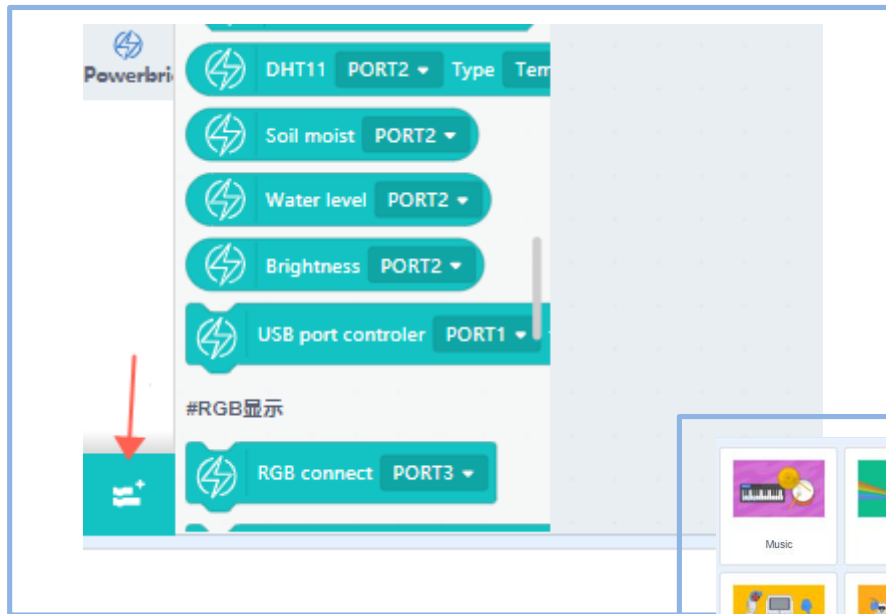 DHT11 PORT2 Type
Powerbri
Soil moist PORT2
Water level PORT2
Brightness PORT2
USB port controler PORT1
#RGB显示
RGB connect PORT3
Music